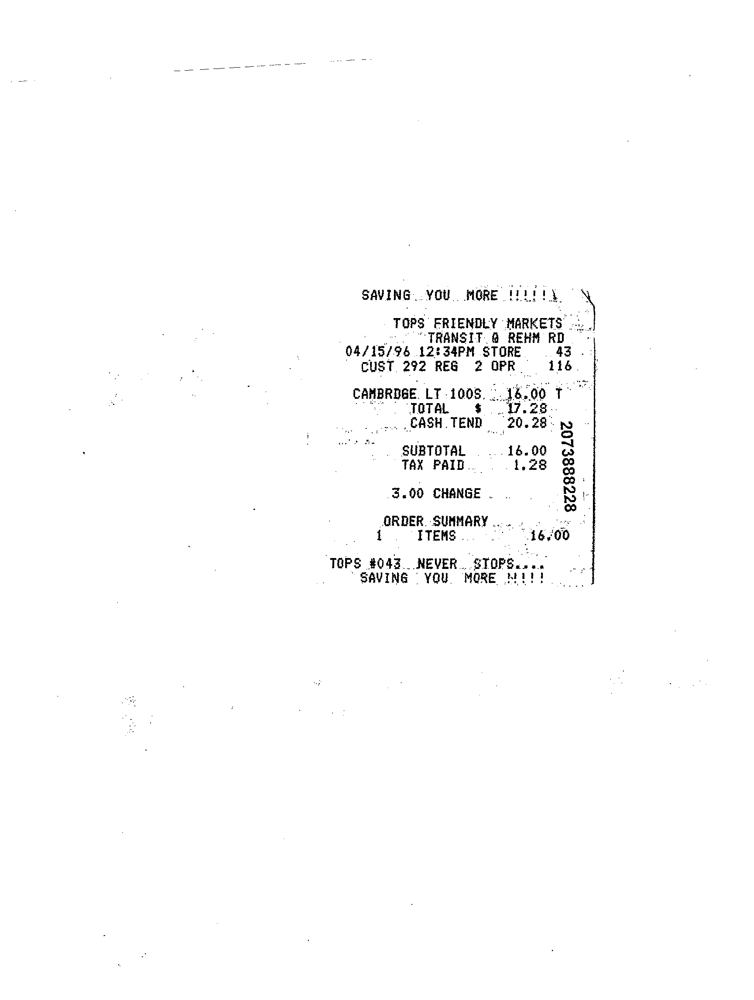 SAVING YOU MORE !!!!!!
TOPS FRIENDLY MARKETS
TRANSIT @ REHM RD
04/15/96 12:34PM STORE 43
CUST 292 REG 2 OPR 116
CAMBRDGE LT 100S 16.00 T
TOTAL $ 17.28
CASH TEND 20.28
SUBTOTAL 16.00
TAX PAID 1.28
3.00 CHANGE
ORDER SUMMARY
1 ITEMS 16.00
TOPS #043 NEVER STOPS....
SAVING YOU MORE !!!!!
2073888228